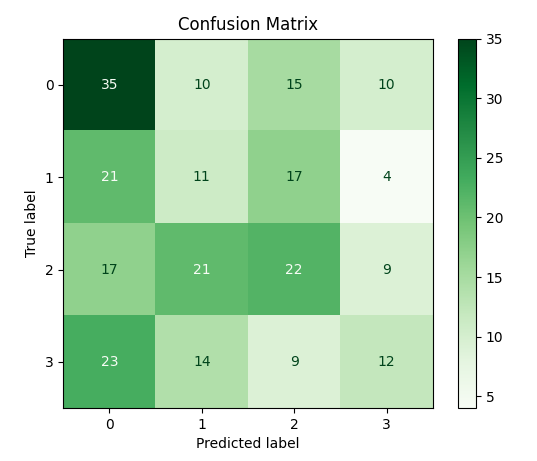 Confusion Matrix
True label
0 35 10 15 10
1 21 11 17 4
2 17 21 22 9
3 23 14 9 12
0 1 2 3
Predicted label
35
30
25
20
15
10
5